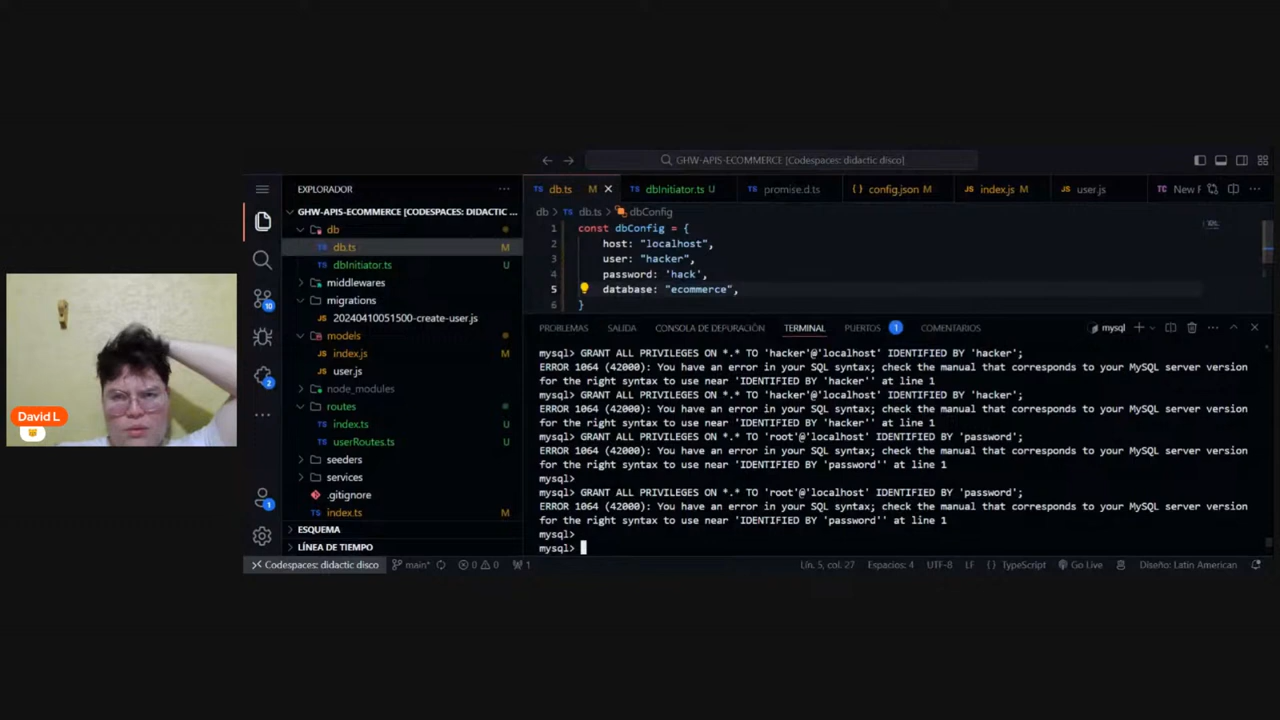 GHW-APIS-ECOMMERCE [Codespaces: didactic disco]
EXPLORADOR
GHW-APIS-ECOMMERCE [CODESPACES: DIDACTIC ...
db
db.ts M
dbInitiator.ts U
middlewares
migrations
20240410051500-create-user.js
models
index.js M
user.js
node_modules
routes
index.ts U
userRoutes.ts U
seeders
services
.gitignore
index.ts M
ESQUEMA
LÍNEA DE TIEMPO
db.ts M
dbInitiator.ts U
promise.d.ts
config.json M
index.js M
user.js
New
db > db.ts > dbConfig
1 const dbConfig = {
2 host: "localhost",
3 user: "hacker",
4 password: 'hack',
5 database: "ecommerce",
6 }
PROBLEMAS SALIDA CONSOLA DE DEPURACIÓN TERMINAL PUERTOS 1 COMENTARIOS
mysql
mysql> GRANT ALL PRIVILEGES ON *.* TO 'hacker'@'localhost' IDENTIFIED BY 'hacker';
ERROR 1064 (42000): You have an error in your SQL syntax; check the manual that corresponds to your MySQL server version
for the right syntax to use near 'IDENTIFIED BY 'hacker'' at line 1
mysql> GRANT ALL PRIVILEGES ON *.* TO 'hacker'@'localhost' IDENTIFIED BY 'hacker';
ERROR 1064 (42000): You have an error in your SQL syntax; check the manual that corresponds to your MySQL server version
for the right syntax to use near 'IDENTIFIED BY 'hacker'' at line 1
mysql> GRANT ALL PRIVILEGES ON *.* TO 'root'@'localhost' IDENTIFIED BY 'password';
ERROR 1064 (42000): You have an error in your SQL syntax; check the manual that corresponds to your MySQL server version
for the right syntax to use near 'IDENTIFIED BY 'password'' at line 1
mysql>
mysql> GRANT ALL PRIVILEGES ON *.* TO 'root'@'localhost' IDENTIFIED BY 'password';
ERROR 1064 (42000): You have an error in your SQL syntax; check the manual that corresponds to your MySQL server version
for the right syntax to use near 'IDENTIFIED BY 'password'' at line 1
mysql>
mysql>
David L
10
2
1
Codespaces: didactic disco main* 0 0 1 Lín. 5, col. 27 Espacios: 4 UTF-8 LF {} TypeScript Go Live Diseño: Latin American